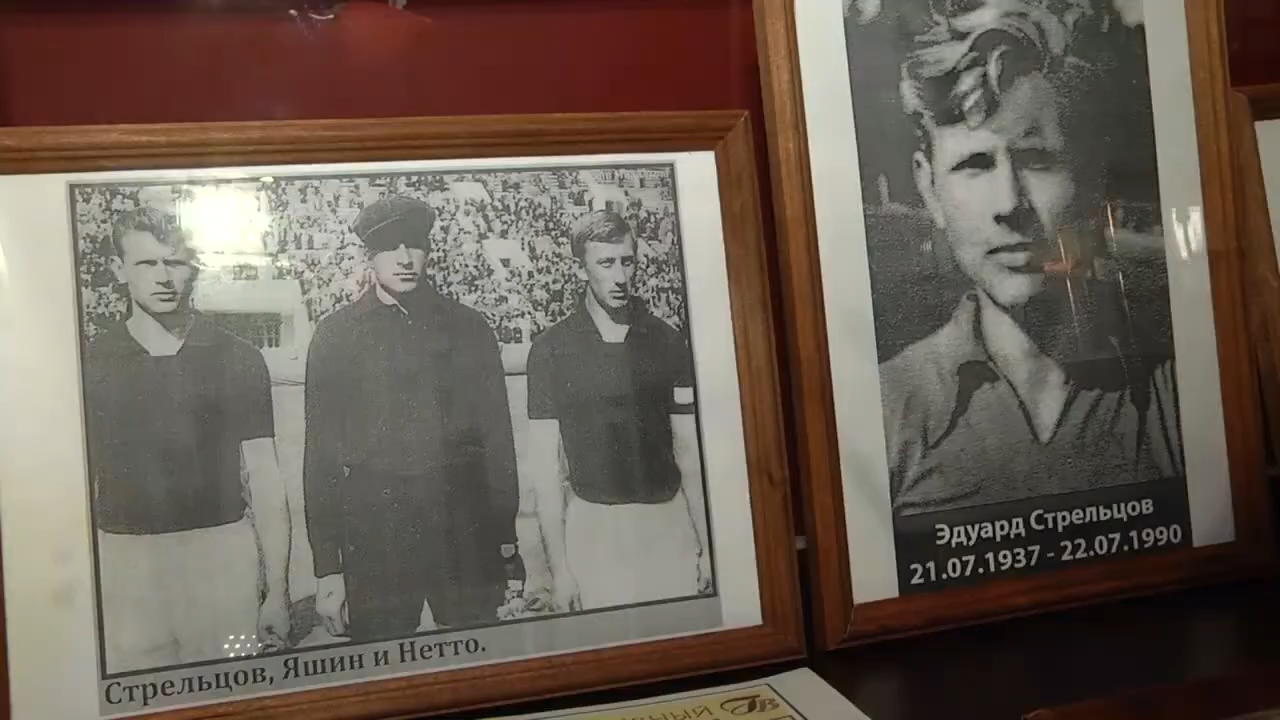 Стрельцов, Яшин и Нетто.
Эдуард Стрельцов
21.07.1937 - 22.07.1990